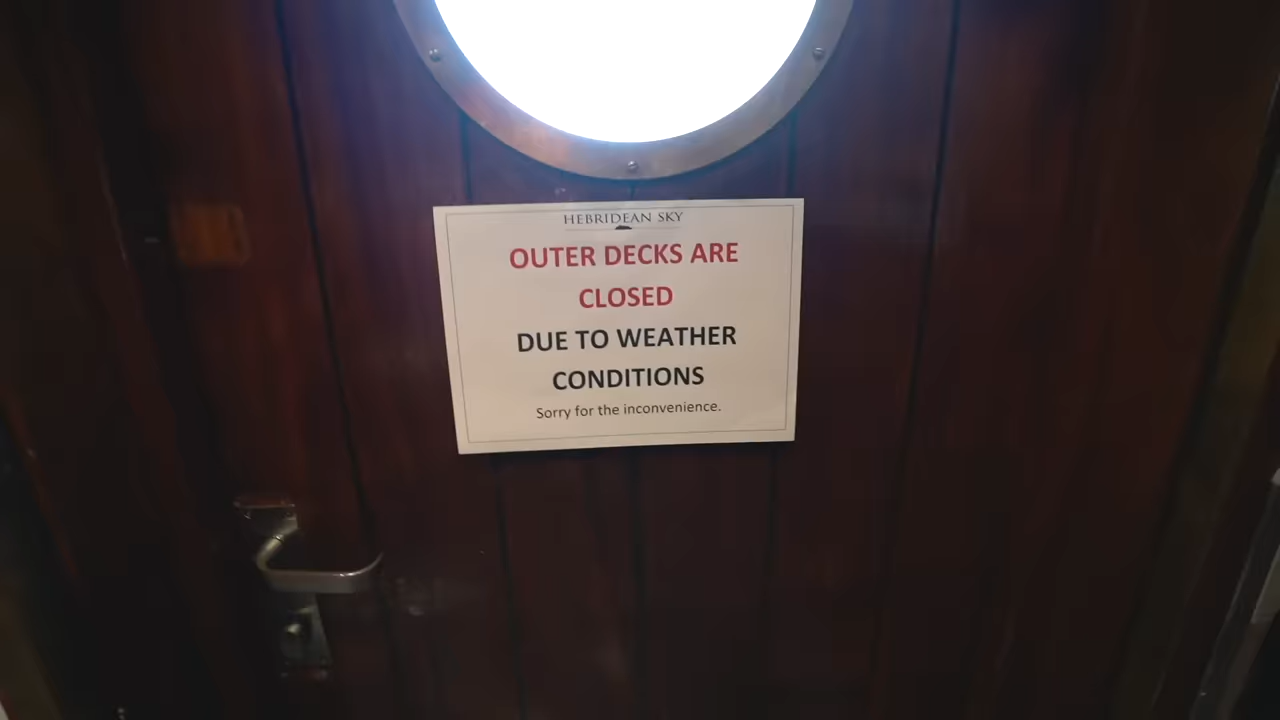 HEBRIDEAN SKY
OUTER DECKS ARE
CLOSED
DUE TO WEATHER
CONDITIONS
Sorry for the inconvenience.